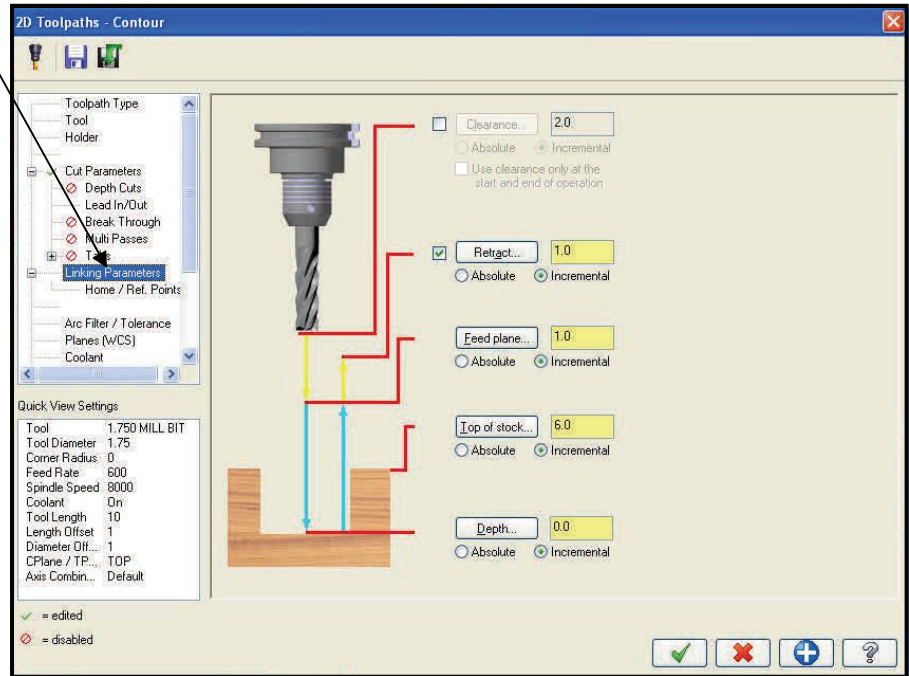 2D Toolpaths - Contour
Toolpath Type
Tool
Holder
Cut Parameters
Depth Cuts
Lead In/Out
Break Through
Multi Passes
Linking Parameters
Home / Ref. Points
Arc Filter / Tolerance
Planes (WCS)
Coolant
Quick View Settings
Tool 1.750 MILL BIT
Tool Diameter 1.75
Corner Radius 0
Feed Rate 600
Spindle Speed 8000
Coolant On
Tool Length 10
Length Offset 1
Diameter Off... 1
CPlane / TP... TOP
Axis Combin... Default
= edited
= disabled
Clearance... 2.0
Absolute Incremental
Use clearance only at the
start and end of operation
Retract... 1.0
Absolute Incremental
Feed plane... 1.0
Absolute Incremental
Top of stock... 6.0
Absolute Incremental
Depth... 0.0
Absolute Incremental